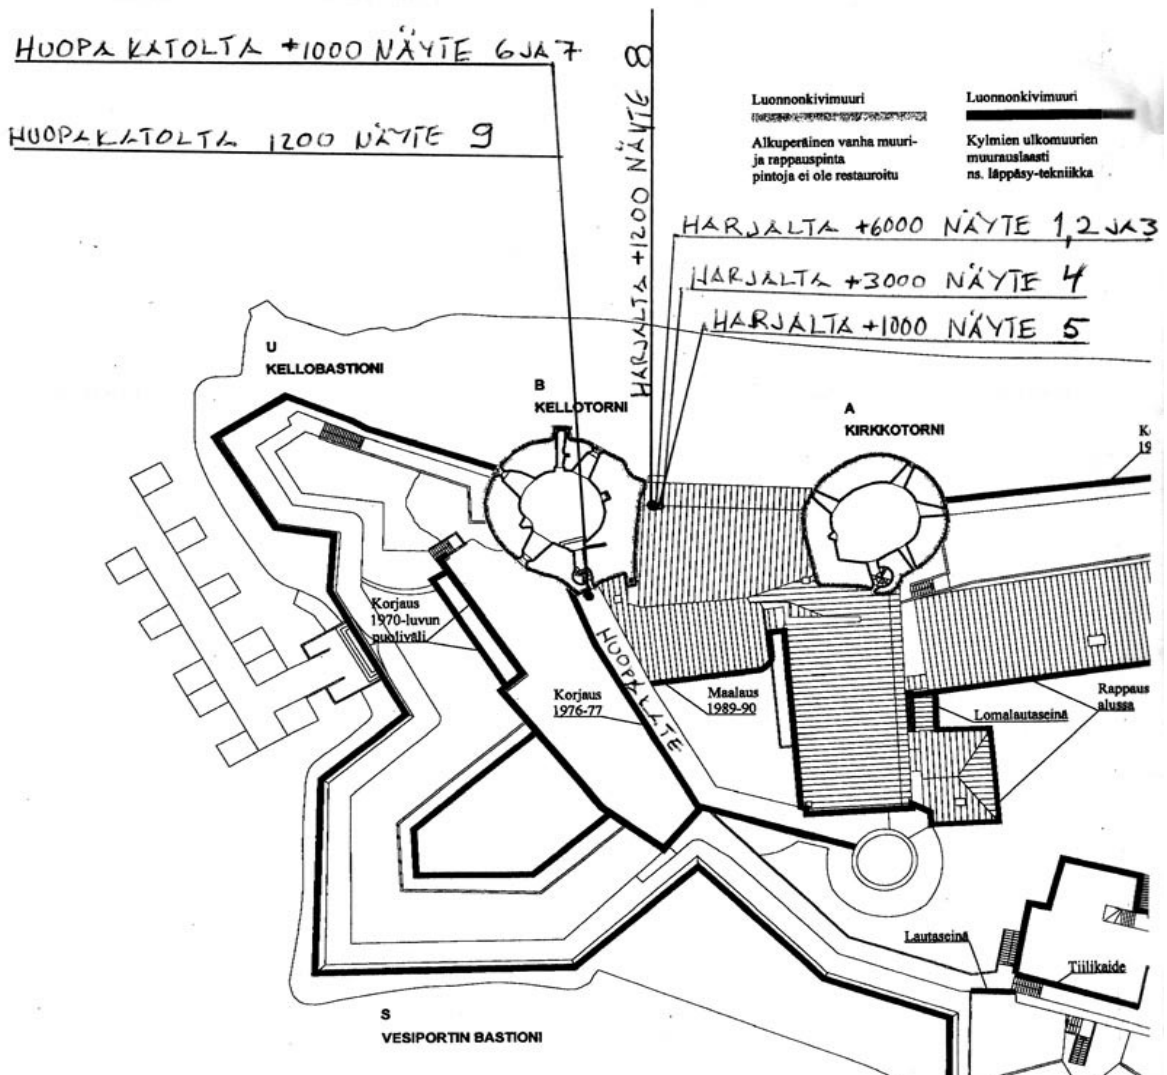 HUOPA KATOLTA +1000 NÄYTE 6 JA 7
HUOPAKATOLTA 1200 NÄYTE 9
HARJALTA +1200 NÄYTE 8
Luonnonkivimuuri
Alkuperäinen vanha muuri-
ja rappauspinta
pintoja ei ole restauroitu
Luonnonkivimuuri
Kylmien ulkomuurien
muurauslaasti
ns. läppäsy-tekniikka
HARJALTA +6000 NÄYTE 1,2 JA 3
HARJALTA +3000 NÄYTE 4
HARJALTA +1000 NÄYTE 5
U
KELLOBASTIONI
B
KELLOTORNI
A
KIRKKOTORNI
Korjaus
1970-luvun
puoliväli
HUOPAKATE
Korjaus
1976-77
Maalaus
1989-90
Rappaus
alussa
Lomalautaseinä
Lautaseinä
Tiilikaide
S
VESIPORTIN BASTIONI